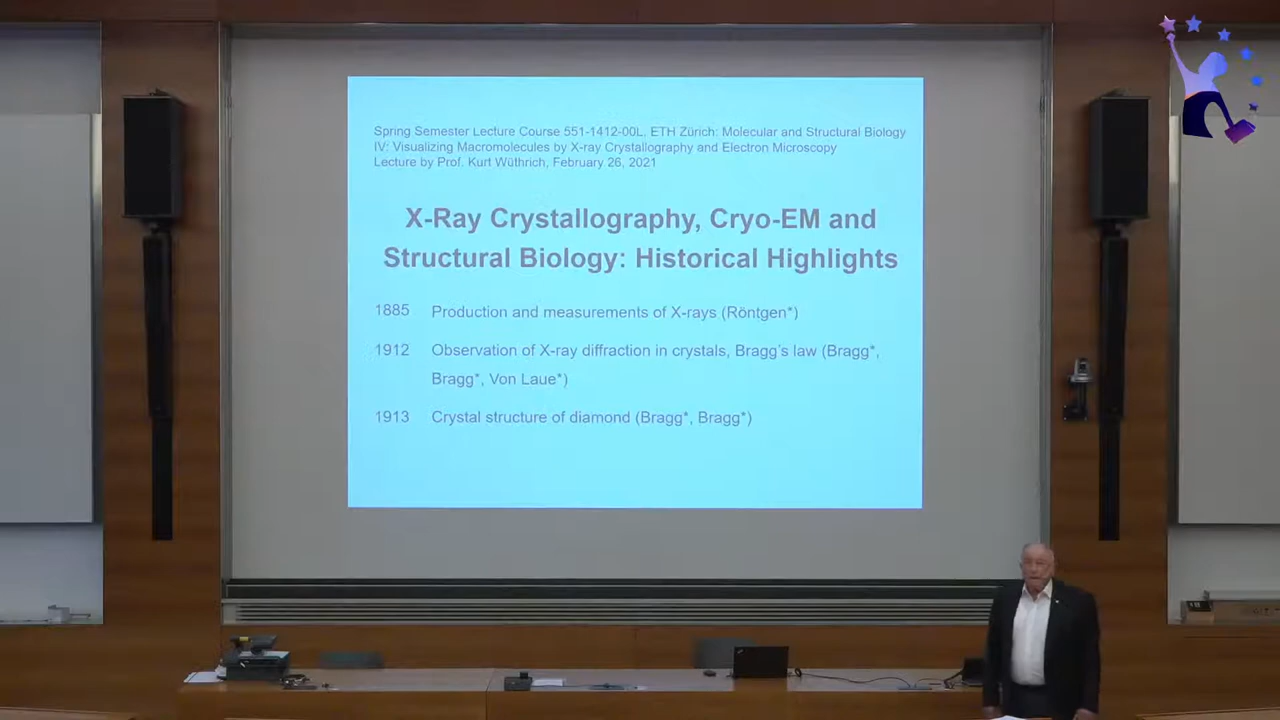 Spring Semester Lecture Course 551-1412-00L, ETH Zürich: Molecular and Structural Biology
IV: Visualizing Macromolecules by X-ray Crystallography and Electron Microscopy
Lecture by Prof. Kurt Wüthrich, February 26, 2021
X-Ray Crystallography, Cryo-EM and
Structural Biology: Historical Highlights
1885 Production and measurements of X-rays (Röntgen*)
1912 Observation of X-ray diffraction in crystals, Bragg's law (Bragg*,
Bragg*, Von Laue*)
1913 Crystal structure of diamond (Bragg*, Bragg*)